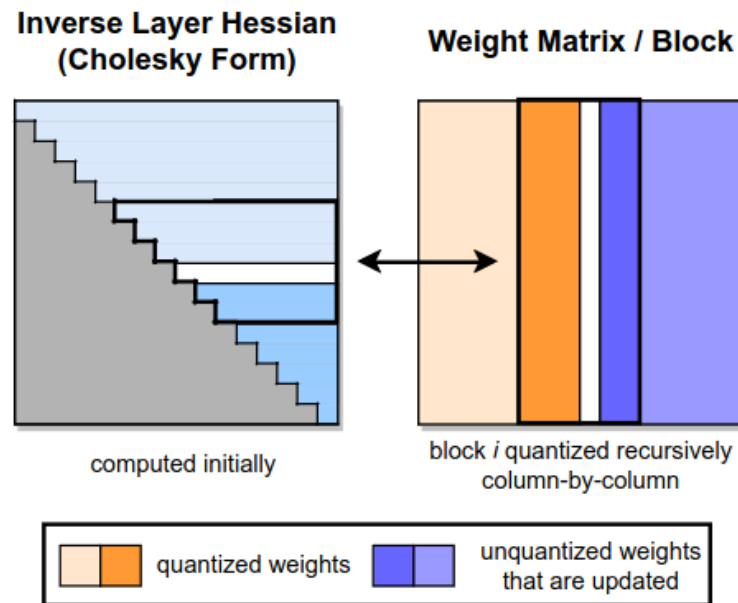 Inverse Layer Hessian
(Cholesky Form)
Weight Matrix / Block
computed initially
block i quantized recursively
column-by-column
quantized weights
unquantized weights
that are updated